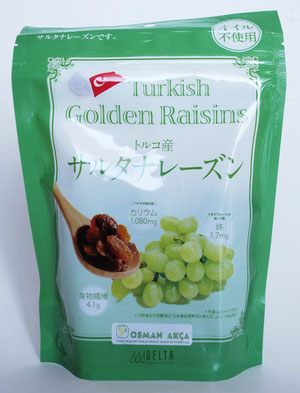 サルタナレーズンです。
オイル
不使用
Turkish
Golden Raisins
トルコ産
サルタナレーズン
カリウム
1,080mg
鉄
1.7mg
食物繊維
4.1g
OSMAN AKÇA
DELTA